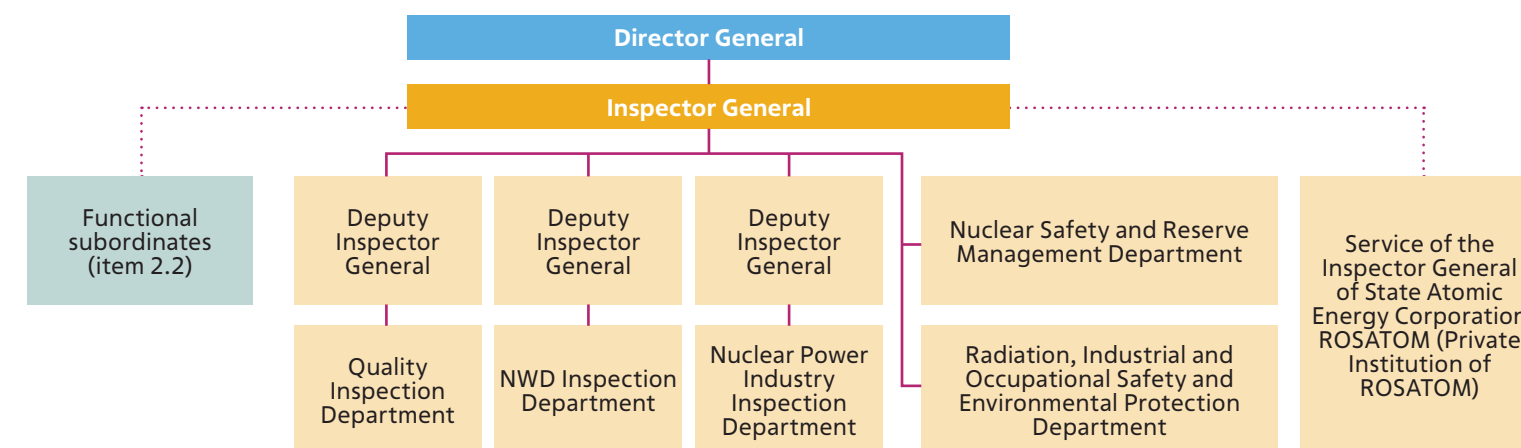 Director General
Inspector General
Functional
subordinates
(item 2.2)
Deputy
Inspector
General
Deputy
Inspector
General
Deputy
Inspector
General
Nuclear Safety and Reserve
Management Department
Service of the
Inspector General
of State Atomic
Energy Corporation
ROSATOM (Private
Institution of
ROSATOM)
Quality
Inspection
Department
NWD Inspection
Department
Nuclear Power
Industry
Inspection
Department
Radiation, Industrial and
Occupational Safety and
Environmental Protection
Department